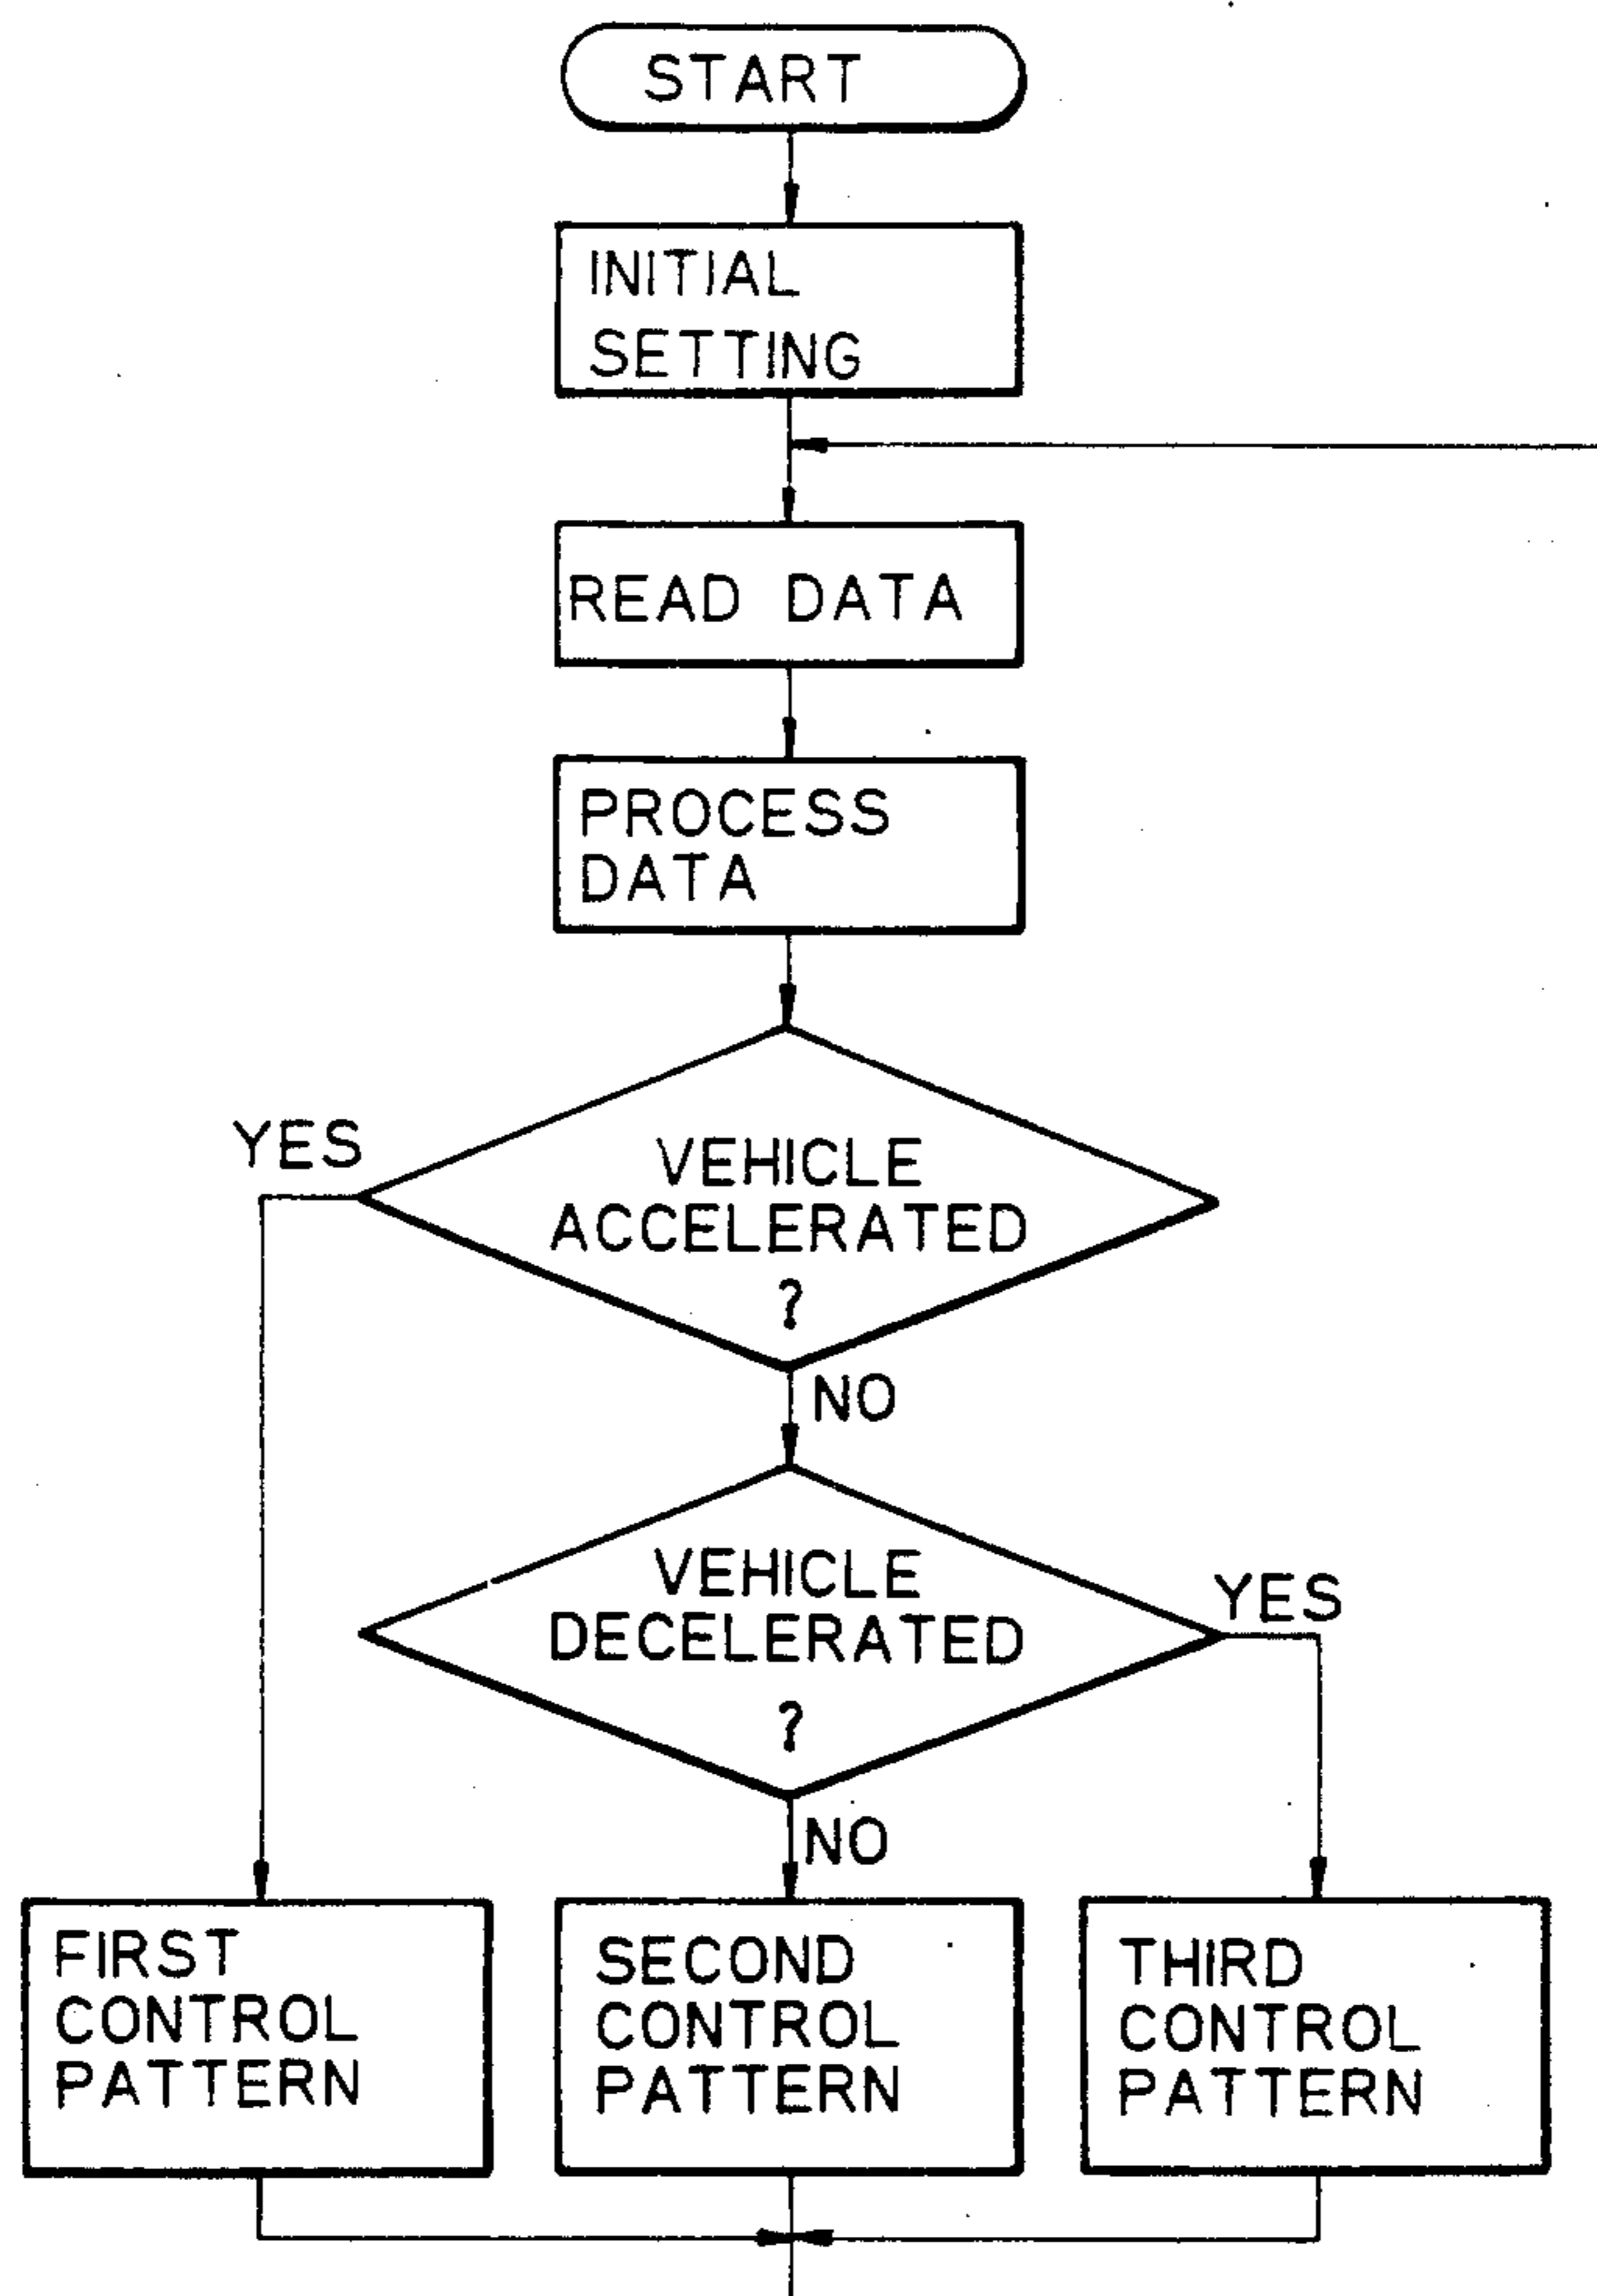 START
INITIAL
SETTING
READ DATA
PROCESS
DATA
YES
VEHICLE
ACCELERATED
?
NO
VEHICLE
DECELERATED
?
YES
NO
FIRST
CONTROL
PATTERN
SECOND
CONTROL
PATTERN
THIRD
CONTROL
PATTERN